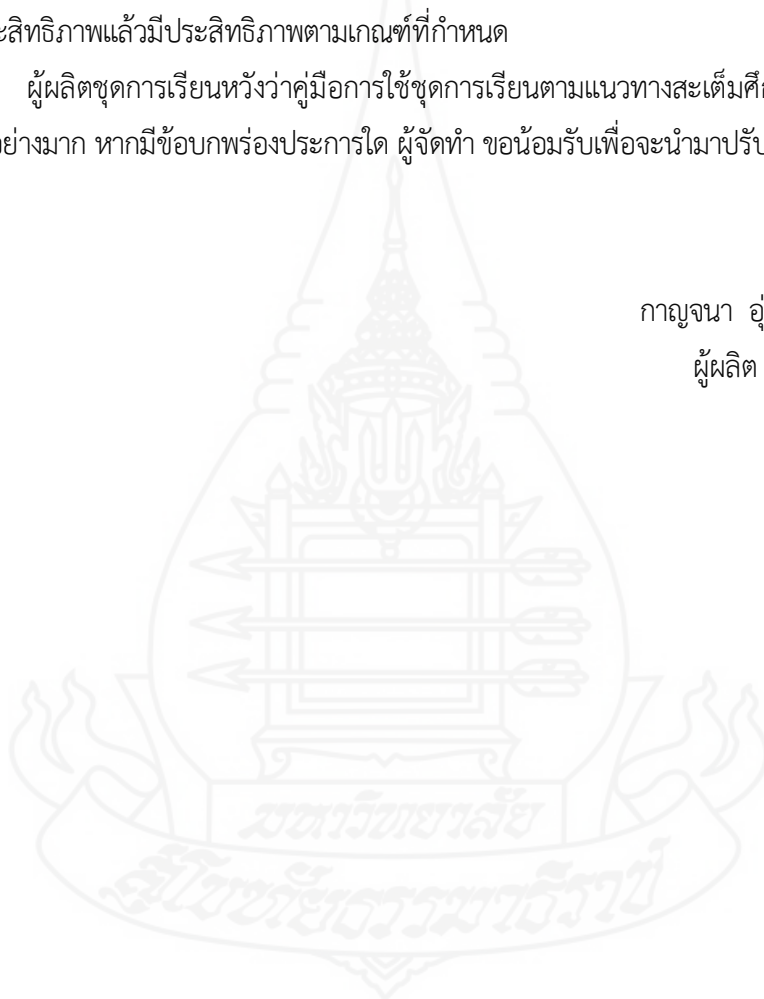 ะสิทธิภาพแล้วมีประสิทธิภาพตามเกณฑ์ที่กำหนด
ผู้ผลิตชุดการเรียนหวังว่าคู่มือการใช้ชุดการเรียนตามแนวทางสะเต็มศึ
ย่างมาก หากมีข้อบกพร่องประการใด ผู้จัดทำ ขอน้อมรับเพื่อจะนำมาปรับ
กาญจนา อุ่
ผู้ผลิต
มหาวิทยาลัย
สุโขทัยธรรมาธิราช